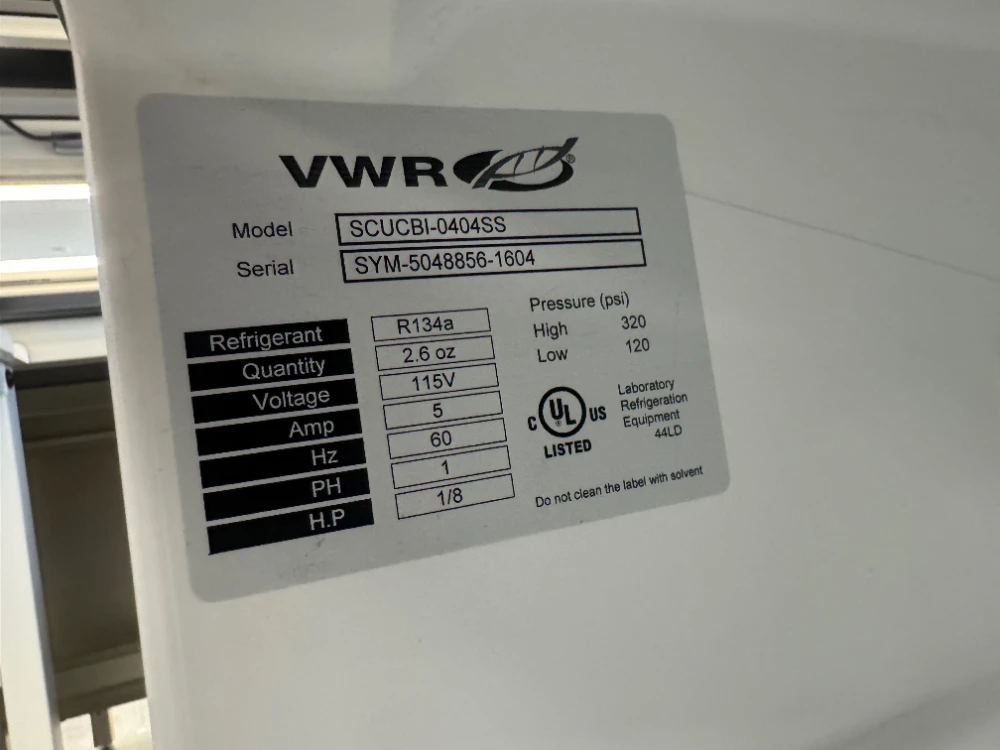 VWR®
Model SCUCBI-0404SS
Serial SYM-5048856-1604
Refrigerant R134a
Quantity 2.6 oz
Voltage 115V
Amp 5
Hz 60
PH 1
H.P 1/8
Pressure (psi)
High 320
Low 120
C UL® US
LISTED
Laboratory
Refrigeration
Equipment
44LD
Do not clean the label with solvent